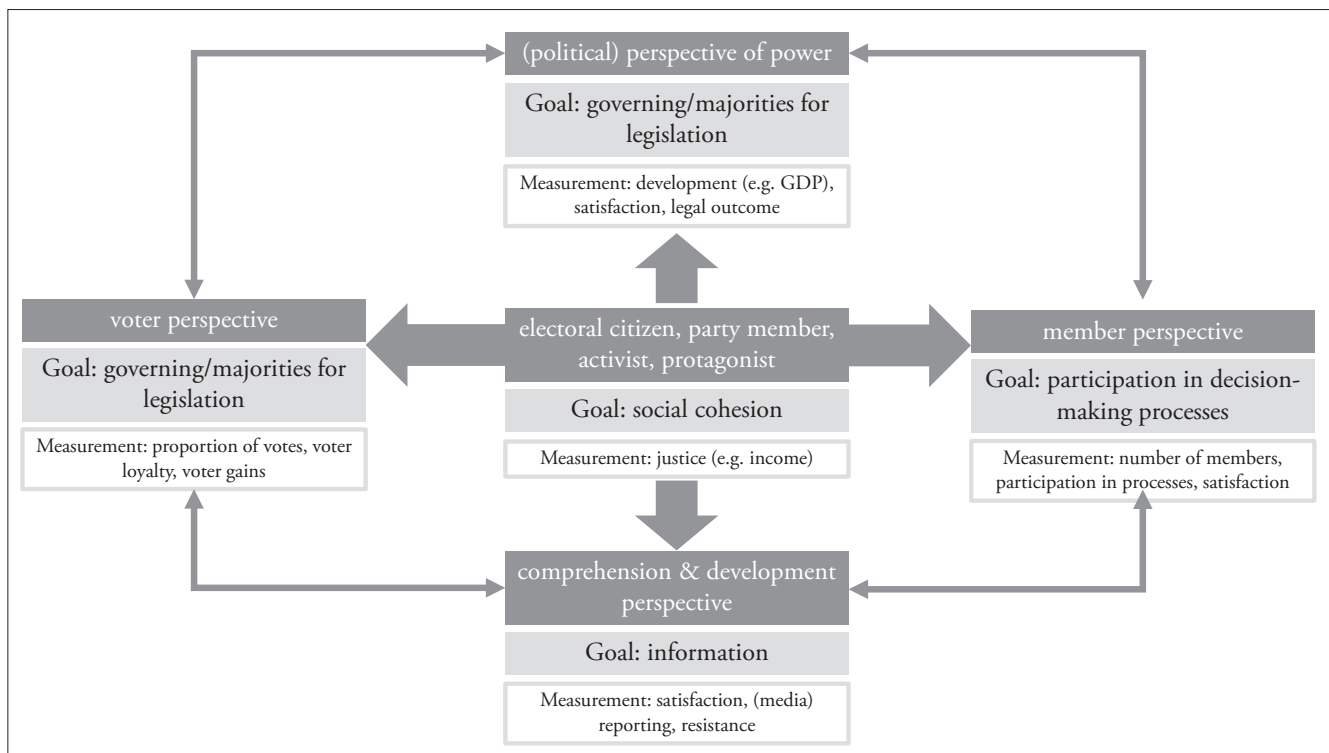 (political) perspective of power
Goal: governing/majorities for
legislation
Measurement: development (e.g. GDP),
satisfaction, legal outcome
voter perspective
Goal: governing/majorities for
legislation
Measurement: proportion of votes, voter
loyalty, voter gains
electoral citizen, party member,
activist, protagonist
Goal: social cohesion
Measurement: justice (e.g. income)
member perspective
Goal: participation in decision-
making processes
Measurement: number of members,
participation in processes, satisfaction
comprehension & development
perspective
Goal: information
Measurement: satisfaction, (media)
reporting, resistance